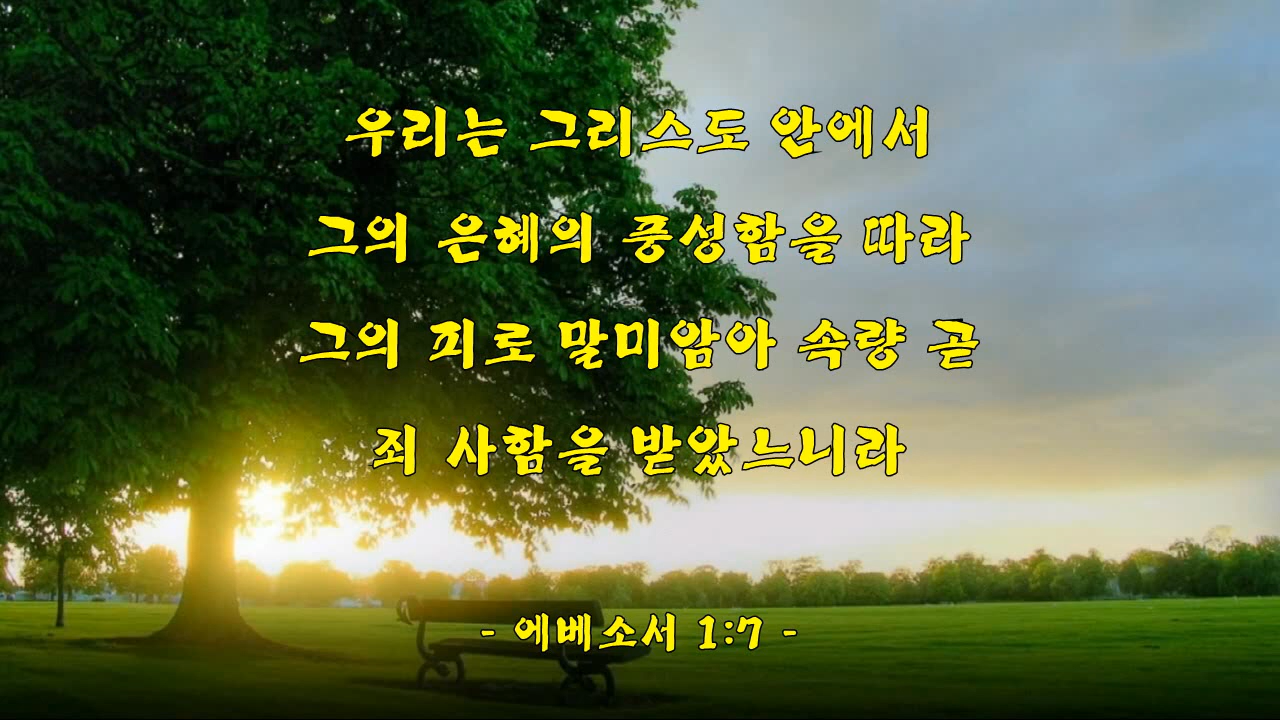 우리는 그리스도 안에서
그의 은혜의 풍성함을 따라
그의 피로 말미암아 속량 곧
죄 사함을 받았느니라
- 에베소서 1:7 -